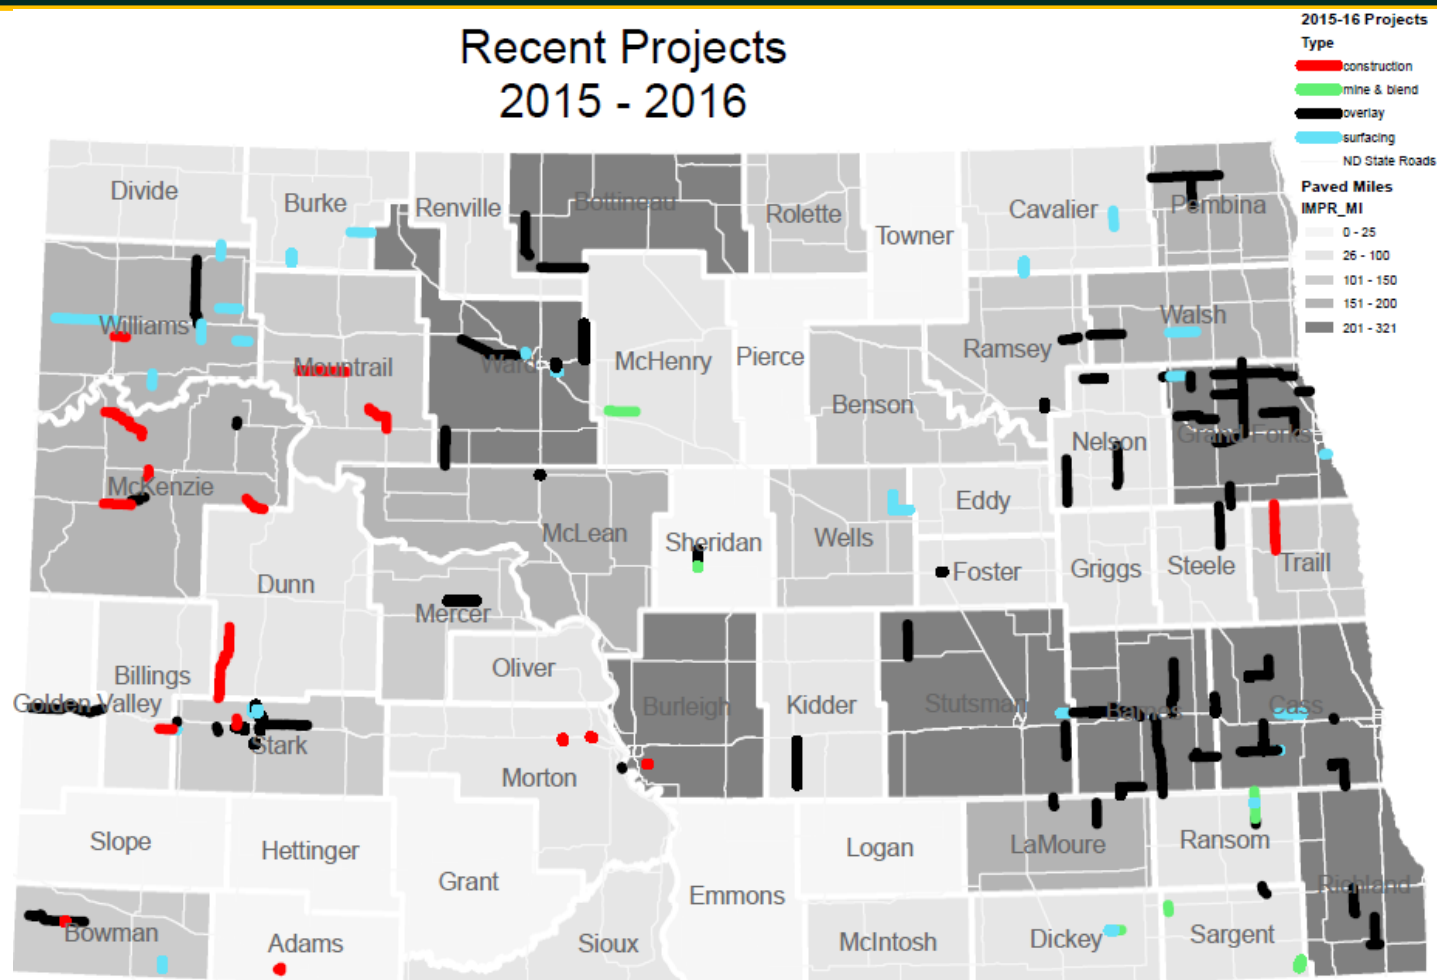 Recent Projects
2015 - 2016
2015-16 Projects
Type
construction
mine & blend
overlay
surfacing
ND State Roads
Paved Miles
IMPR_MI
0 - 25
26 - 100
101 - 150
151 - 200
201 - 321
Divide
Burke
Renville
Bottineau
Rolette
Towner
Cavalier
Pembina
Williams
Mountrail
Ward
McHenry
Pierce
Benson
Ramsey
Walsh
Nelson
Grand Forks
McKenzie
Dunn
McLean
Mercer
Sheridan
Wells
Eddy
Foster
Griggs
Steele
Traill
Golden Valley
Billings
Stark
Oliver
Morton
Burleigh
Kidder
Stutsman
Barnes
Cass
Slope
Hettinger
Grant
Emmons
Logan
LaMoure
Ransom
Richland
Bowman
Adams
Sioux
McIntosh
Dickey
Sargent